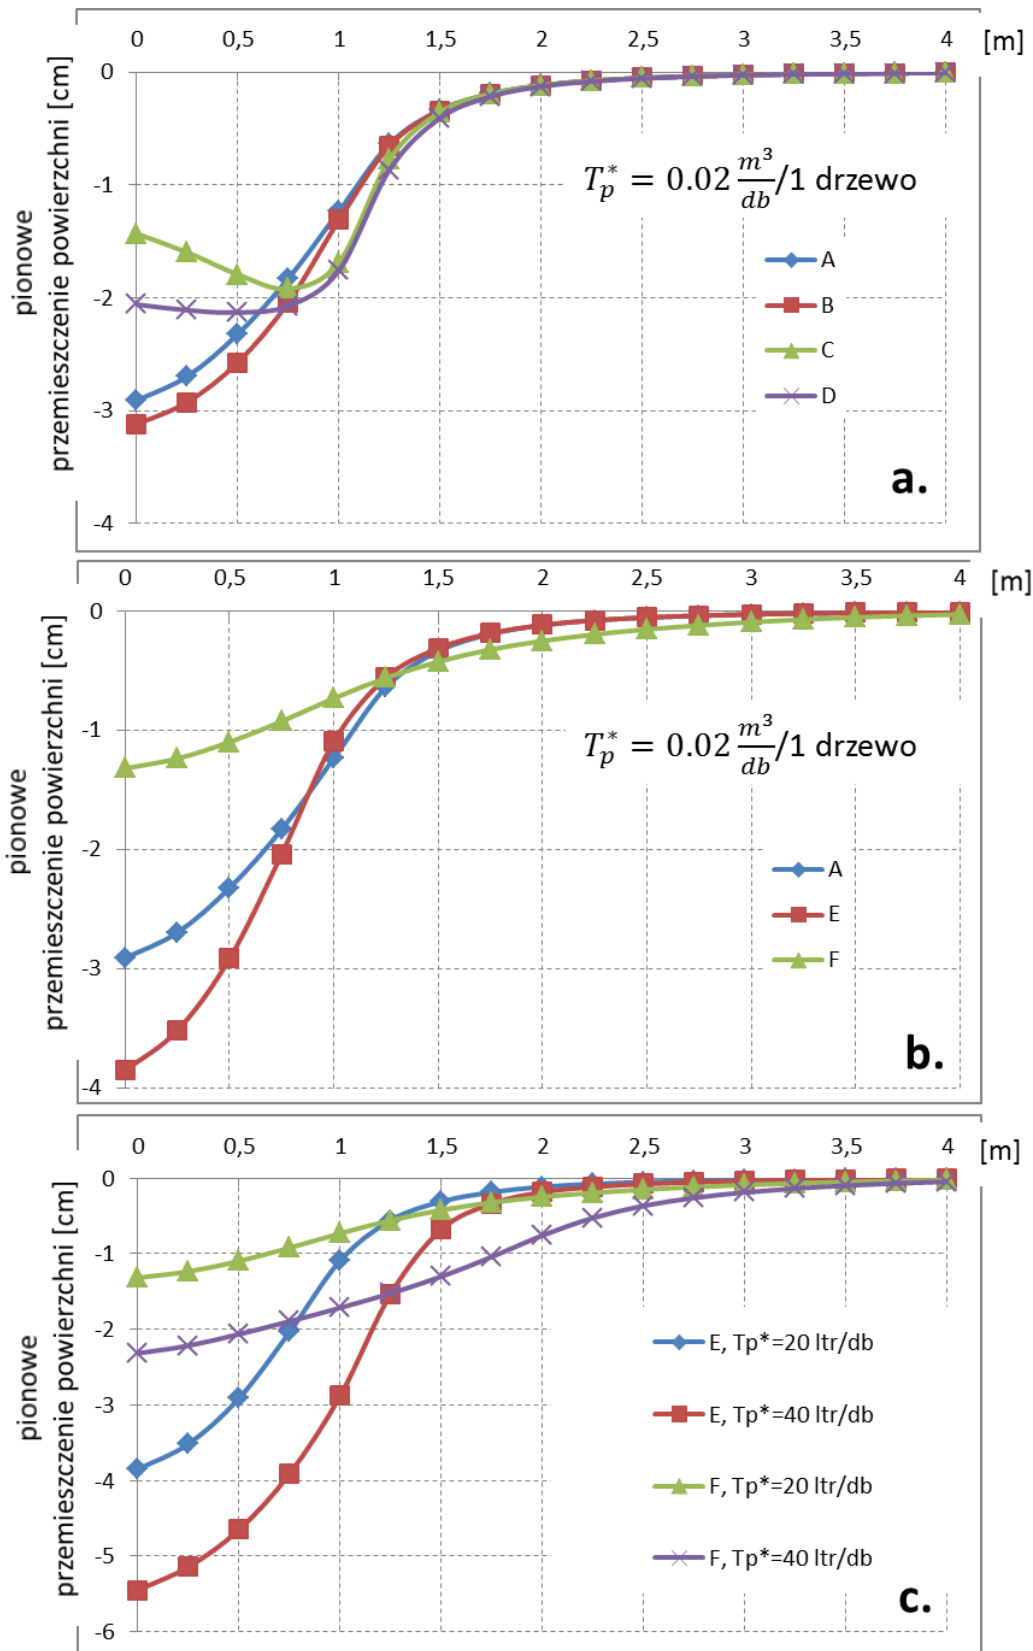 0 0,5 1 1,5 2 2,5 3 3,5 4 [m]
0
-1
-2
-3
-4
pionowe
przemieszczenie powierzchni [cm]
T_p^* = 0.02 m^3/db /1 drzewo
A
B
C
D
a.
0 0,5 1 1,5 2 2,5 3 3,5 4 [m]
0
-1
-2
-3
-4
pionowe
przemieszczenie powierzchni [cm]
T_p^* = 0.02 m^3/db /1 drzewo
A
E
F
b.
0 0,5 1 1,5 2 2,5 3 3,5 4 [m]
0
-1
-2
-3
-4
-5
-6
pionowe
przemieszczenie powierzchni [cm]
E, Tp*=20 ltr/db
E, Tp*=40 ltr/db
F, Tp*=20 ltr/db
F, Tp*=40 ltr/db
c.